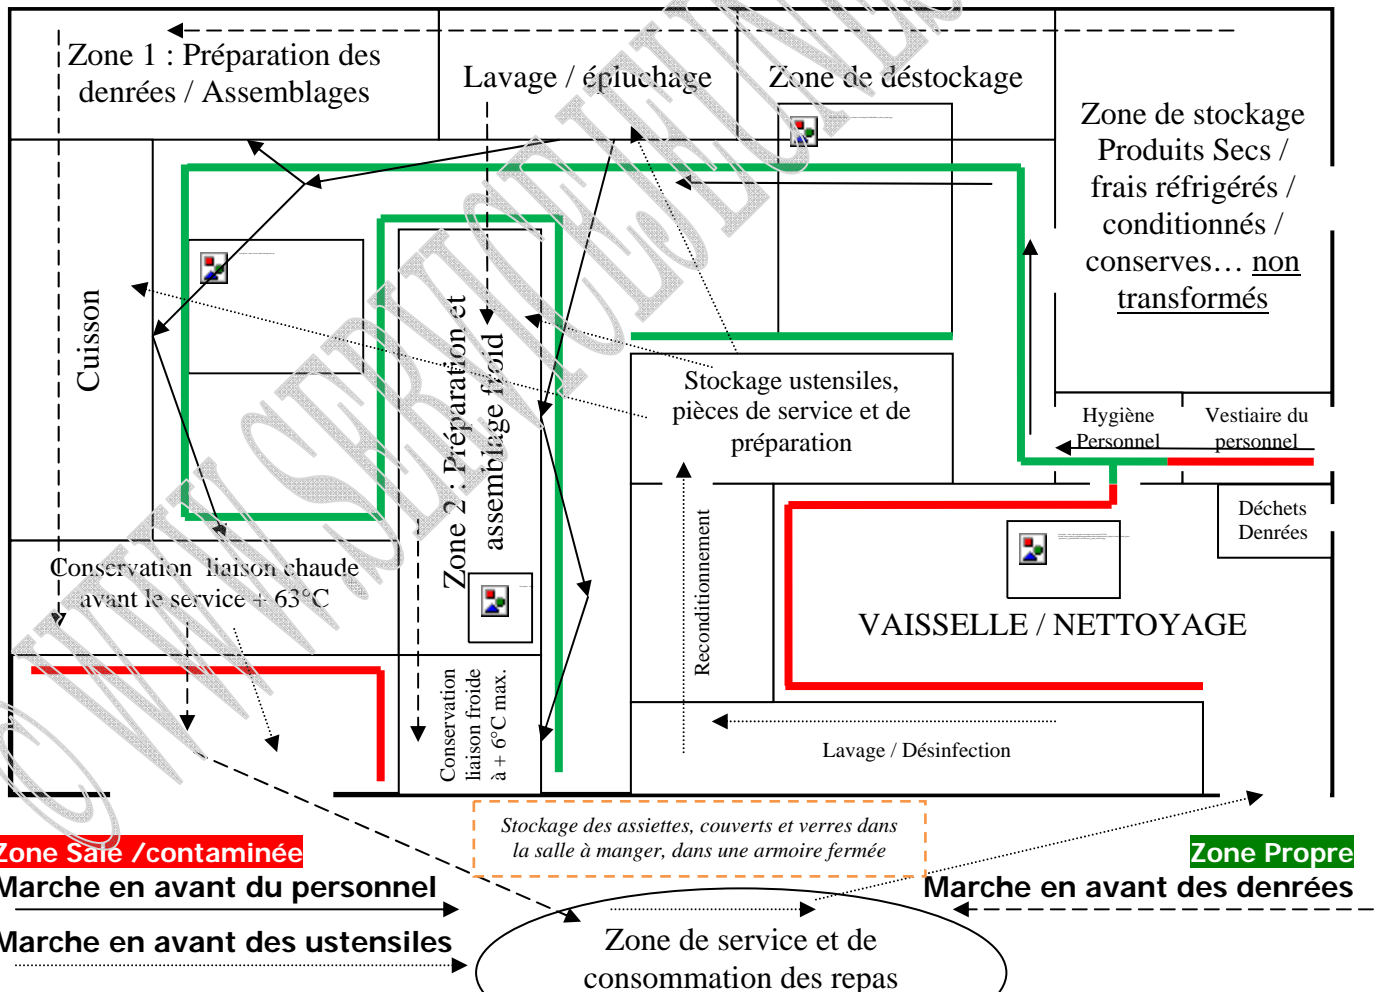 Zone 1 : Préparation des
denrées / Assemblages
Lavage / épluchage
Zone de déstockage
Zone de stockage
Produits Secs /
frais réfrigérés /
conditionnés /
conserves… non
transformés
Cuisson
Zone 2 : Préparation et
assemblage froid
Stockage ustensiles,
pièces de service et de
préparation
Hygiène
Personnel
Vestiaire du
personnel
Déchets
Denrées
Conservation liaison chaude
avant le service + 63°C
Conservation
liaison froide
à + 6°C max.
Reconditionnement
VAISSELLE / NETTOYAGE
Lavage / Désinfection
Stockage des assiettes, couverts et verres dans
la salle à manger, dans une armoire fermée
Zone Sale /contaminée
Zone Propre
Marche en avant du personnel
Marche en avant des denrées
Marche en avant des ustensiles
Zone de service et de
consommation des repas